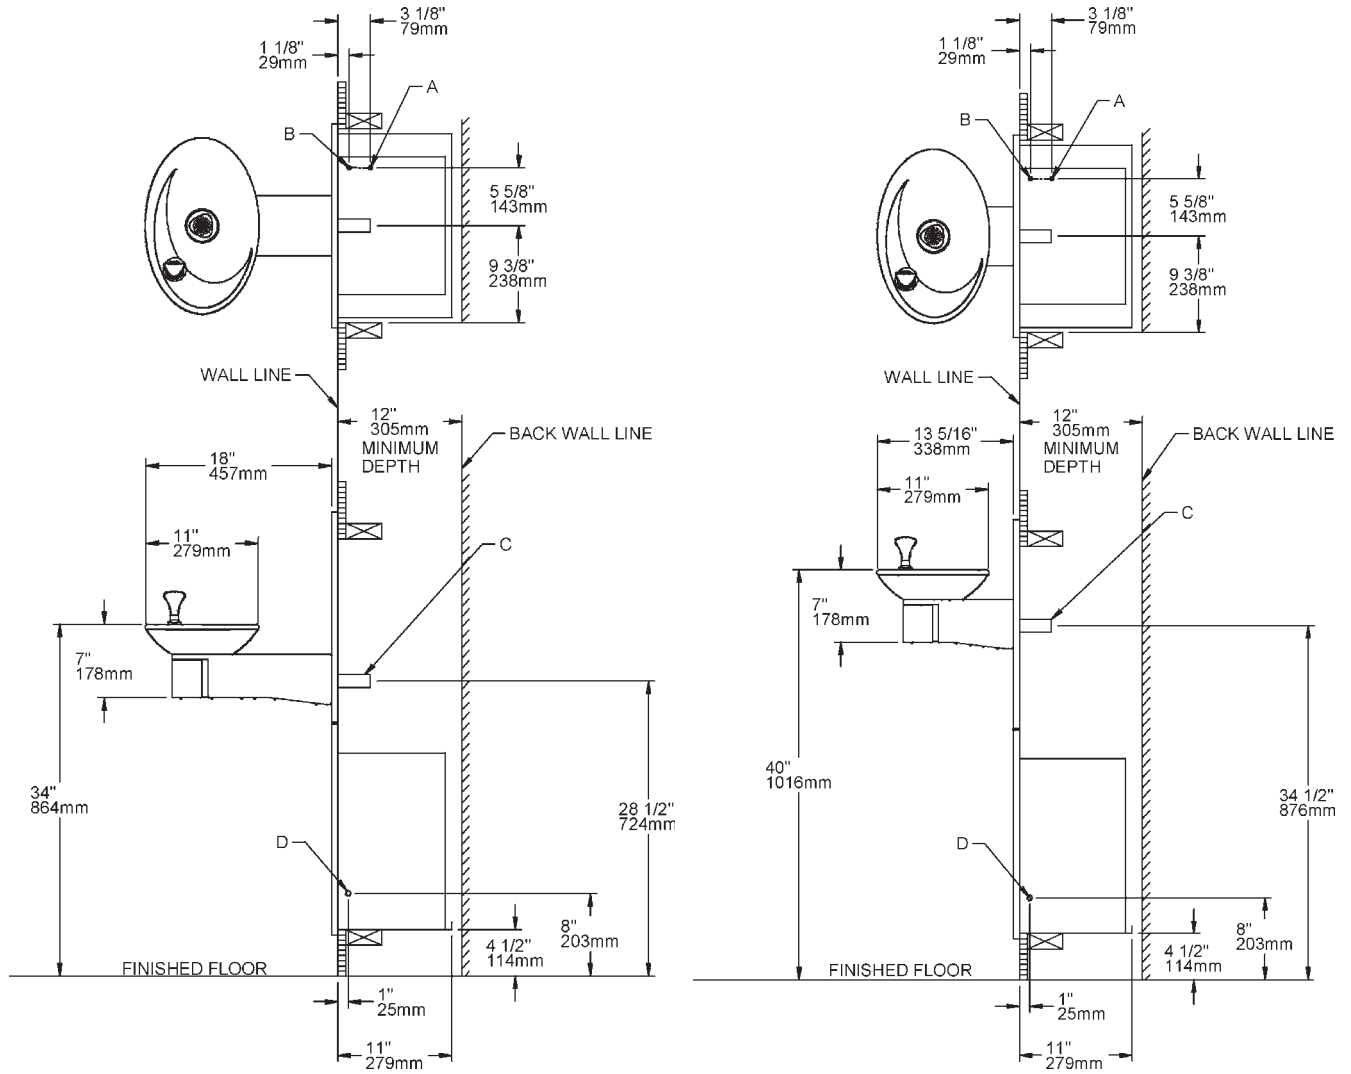 3 1/8"
79mm
1 1/8"
29mm
A
B
5 5/8"
143mm
9 3/8"
238mm
WALL LINE
12"
305mm
MINIMUM
DEPTH
BACK WALL LINE
18"
457mm
11"
279mm
C
7"
178mm
34"
864mm
28 1/2"
724mm
D
8"
203mm
4 1/2"
114mm
FINISHED FLOOR
1"
25mm
11"
279mm
3 1/8"
79mm
1 1/8"
29mm
A
B
5 5/8"
143mm
9 3/8"
238mm
WALL LINE
12"
305mm
MINIMUM
DEPTH
BACK WALL LINE
13 5/16"
338mm
11"
279mm
C
7"
178mm
40"
1016mm
34 1/2"
876mm
D
8"
203mm
4 1/2"
114mm
FINISHED FLOOR
1"
25mm
11"
279mm